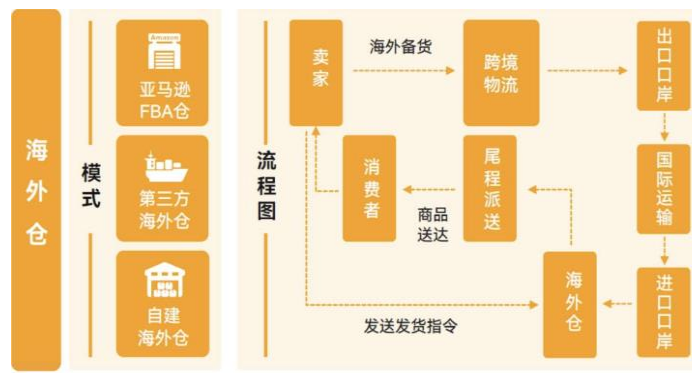 海外仓
模式
Amazon
亚马逊
FBA仓
第三方
海外仓
自建
海外仓
流程图
卖家
海外备货
跨境
物流
出口口岸
国际运输
进口口岸
海外仓
尾程派送
商品
送达
消费者
发送发货指令